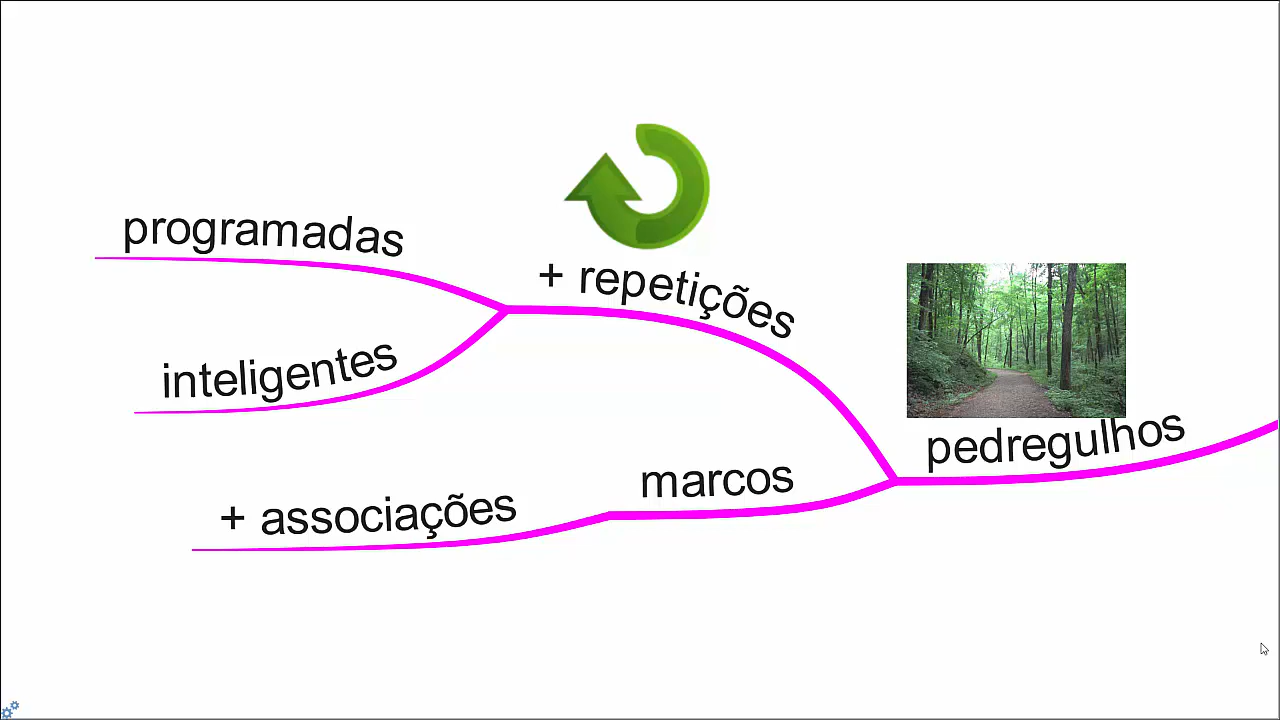 programadas
+ repetições
inteligentes
pedregulhos
marcos
+ associações